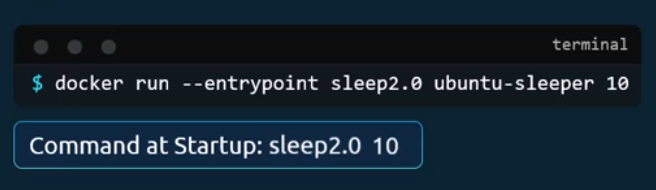 terminal
$ docker run --entrypoint sleep2.0 ubuntu-sleeper 10
Command at Startup: sleep2.0 10